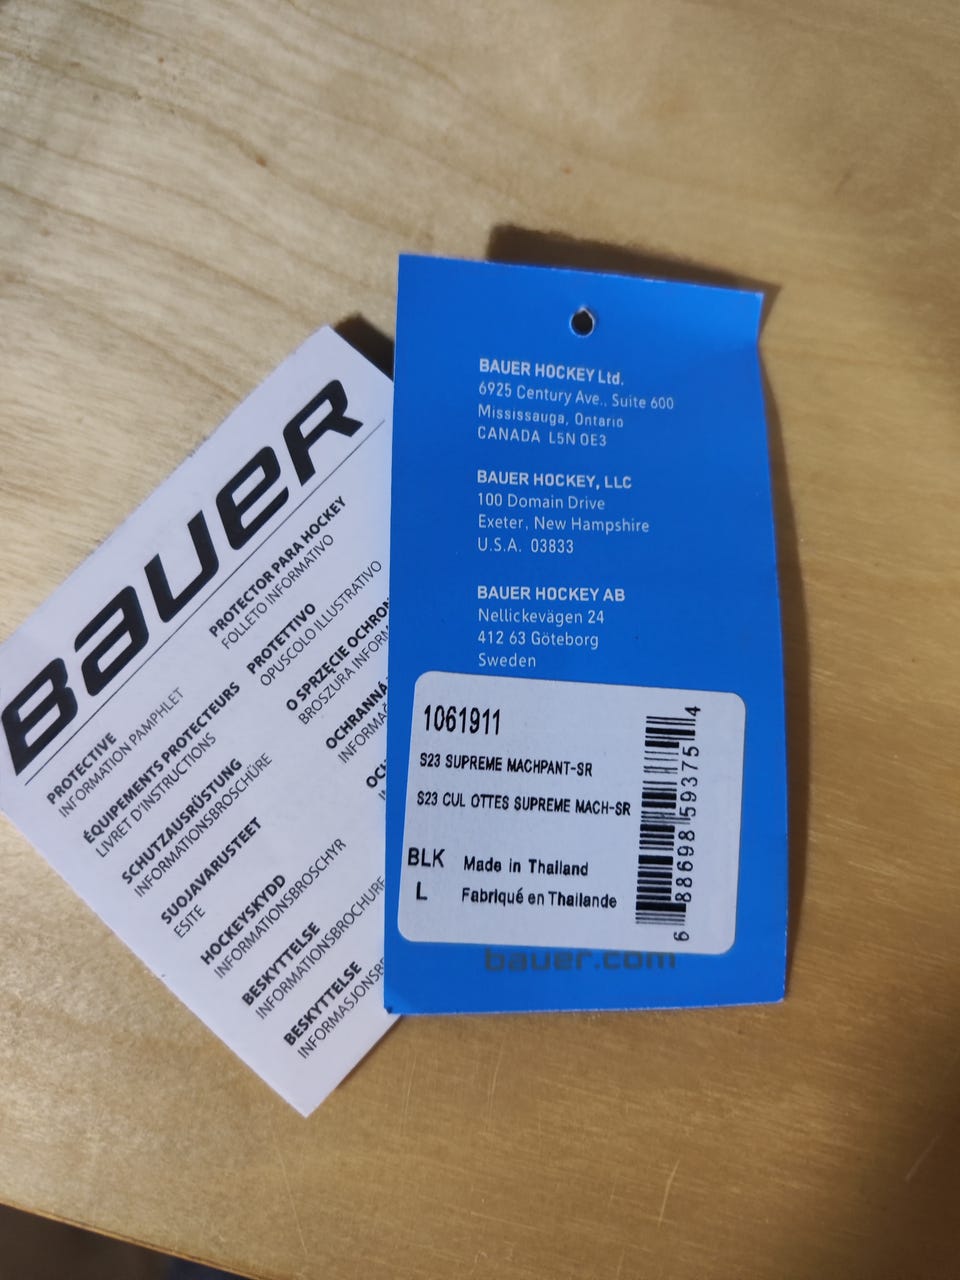 BAUER
PROTECTIVE
INFORMATION PAMPHLET
ÉQUIPEMENTS PROTECTEURS
LIVRET D'INSTRUCTIONS
SCHUTZAUSRÜSTUNG
INFORMATIONSBROSCHÜRE
SUOJAVARUSTEET
ESITE
HOCKEYSKYDD
INFORMATIONSBROSCHYR
BESKYTTELSE
INFORMATIONSBROCHURE
BESKYTTELSE
PROTECTOR PARA HOCKEY
FOLLETO INFORMATIVO
PROTETTIVO
OPUSCOLO ILLUSTRATIVO
O SPRZĘCIE
BROSZURA
OCHRANNÁ
BAUER HOCKEY Ltd.
6925 Century Ave., Suite 600
Mississauga, Ontario
CANADA L5N 0E3
BAUER HOCKEY, LLC
100 Domain Drive
Exeter, New Hampshire
U.S.A. 03833
BAUER HOCKEY AB
Nellickevägen 24
412 63 Göteborg
Sweden
1061911
S23 SUPREME MACHPANT-SR
S23 CUL OTTES SUPREME MACH-SR
BLK Made in Thailand
L Fabriqué en Thailande
6 88698 59375 4
bauer.com